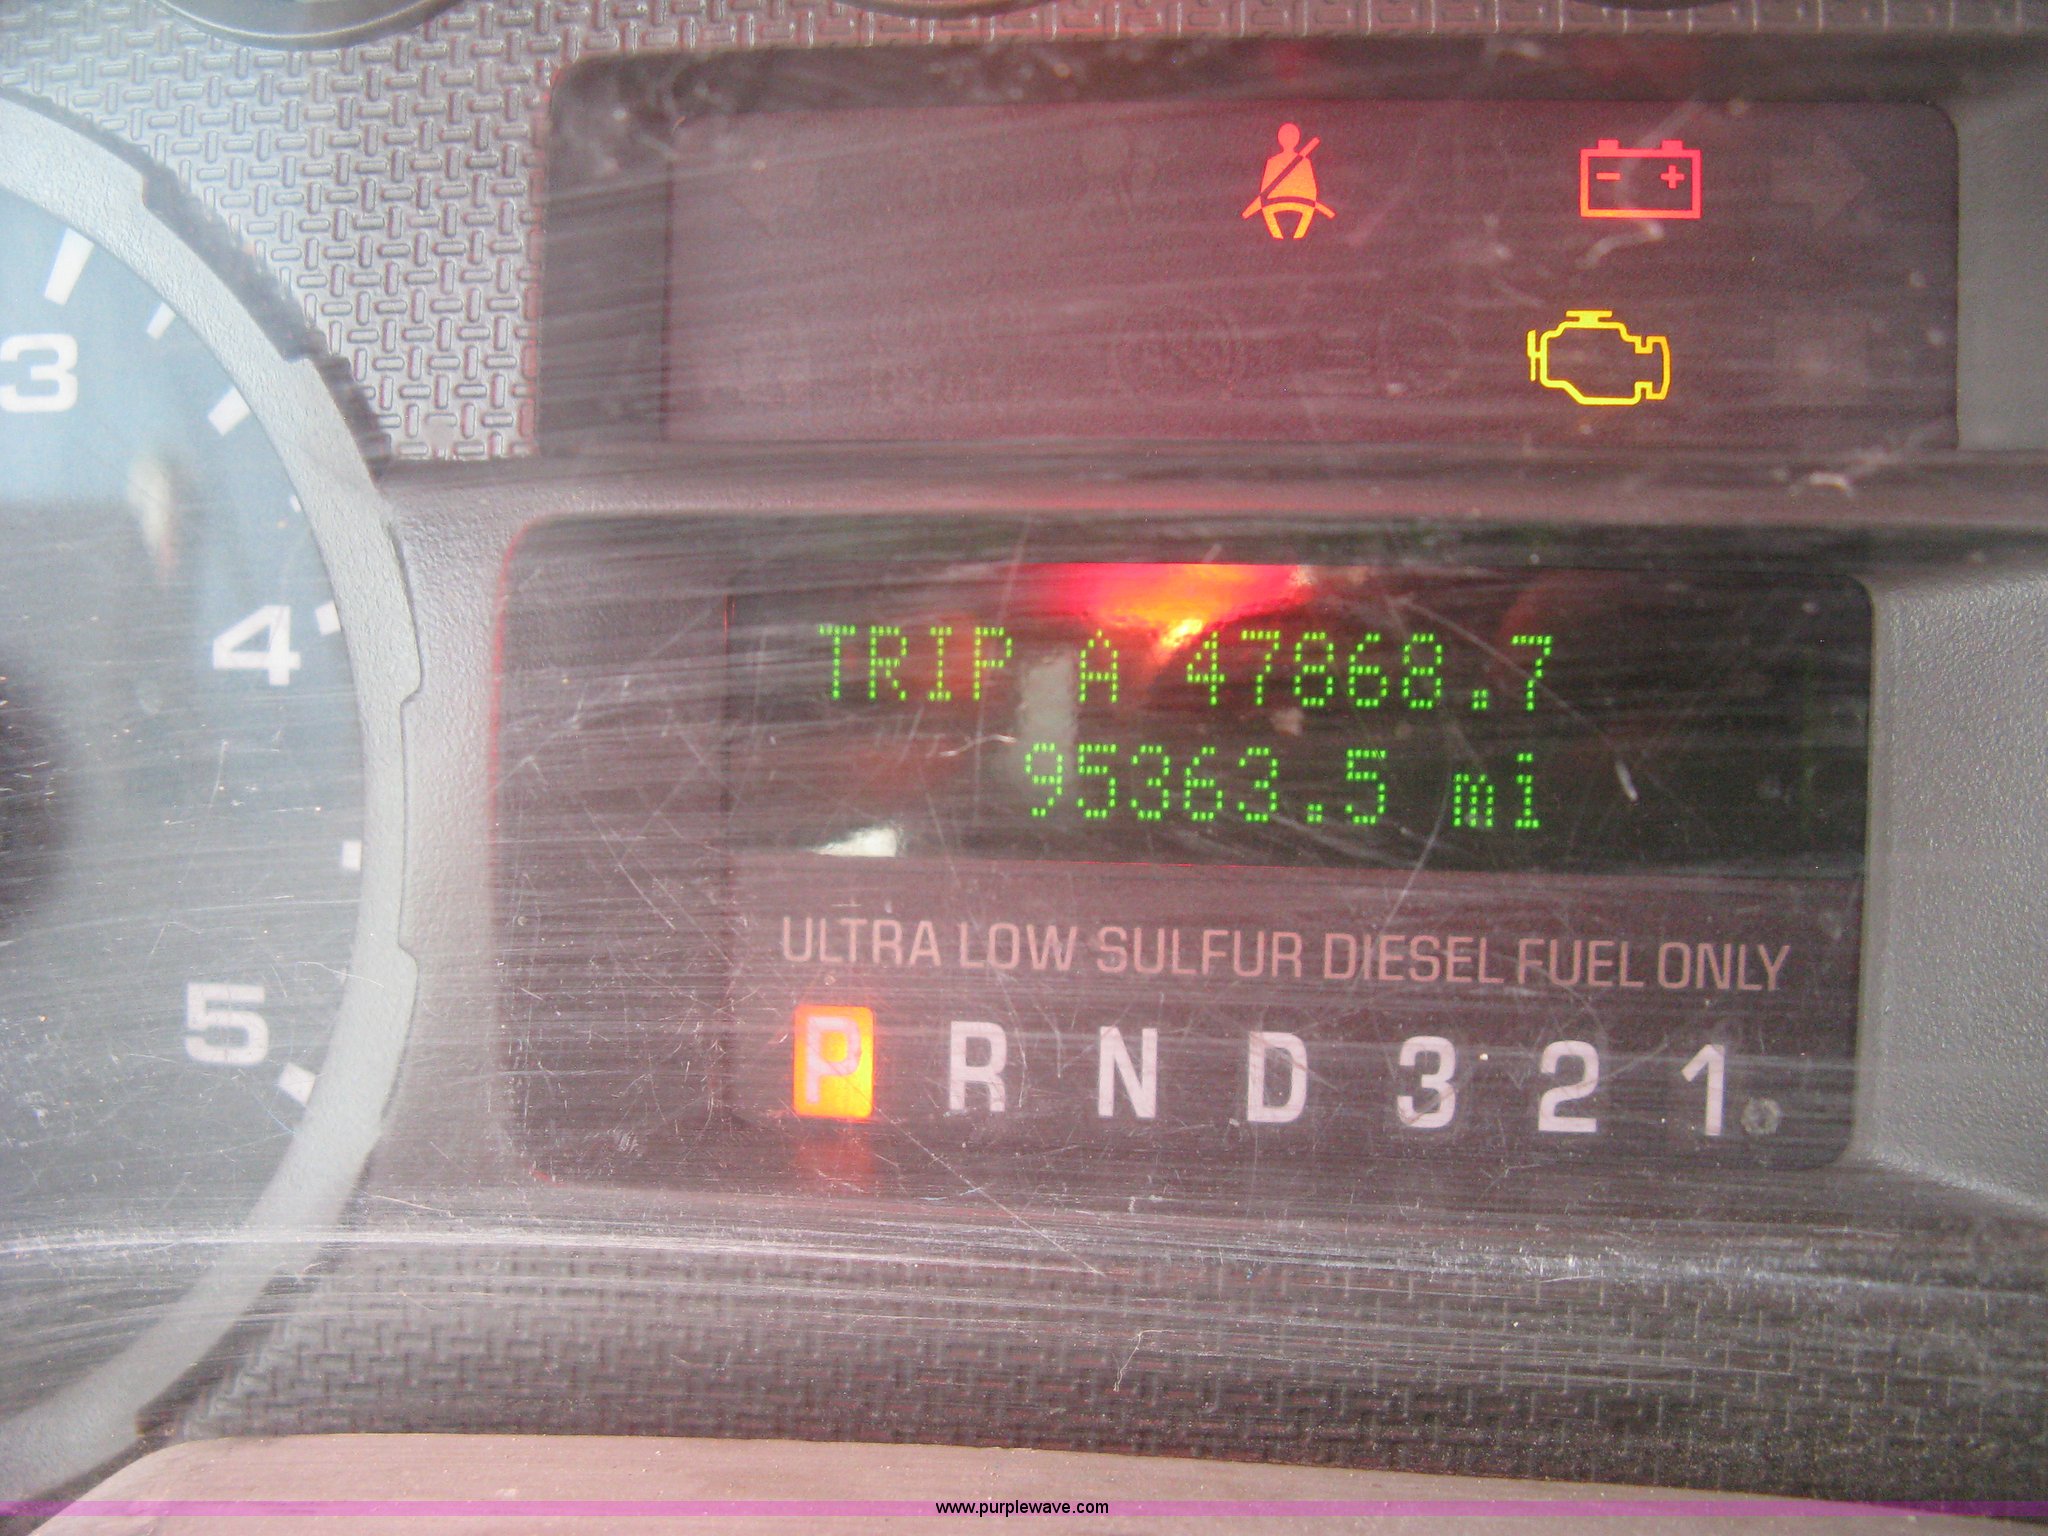 3
4
5
- +
TRIP A 47868.7
95363.5 mi
ULTRA LOW SULFUR DIESEL FUEL ONLY
P R N D 3 2 1
www.purplewave.com